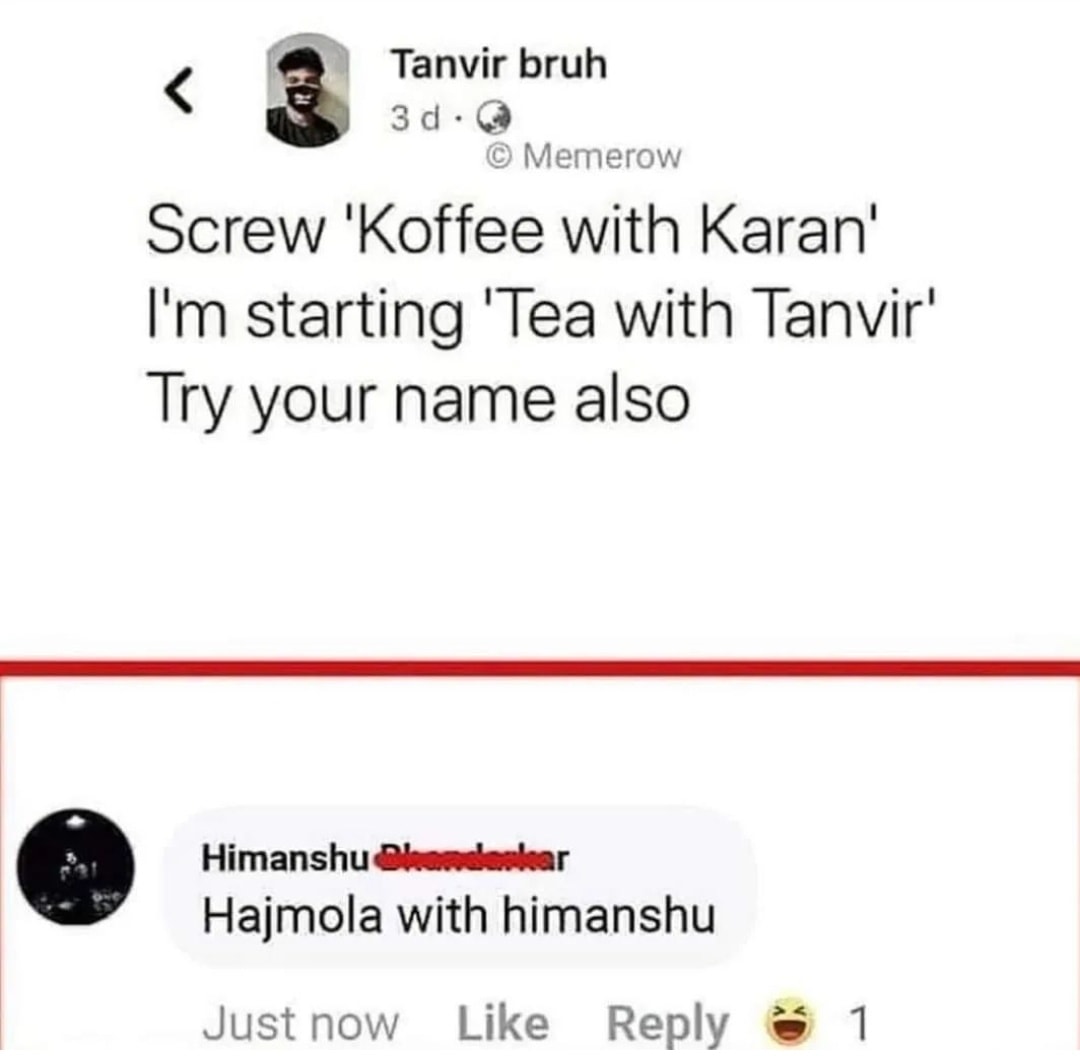 Tanvir bruh
3 d ·
© Memerow
Screw 'Koffee with Karan'
I'm starting 'Tea with Tanvir'
Try your name also
Himanshu
Hajmola with himanshu
Just now Like Reply 😆 1